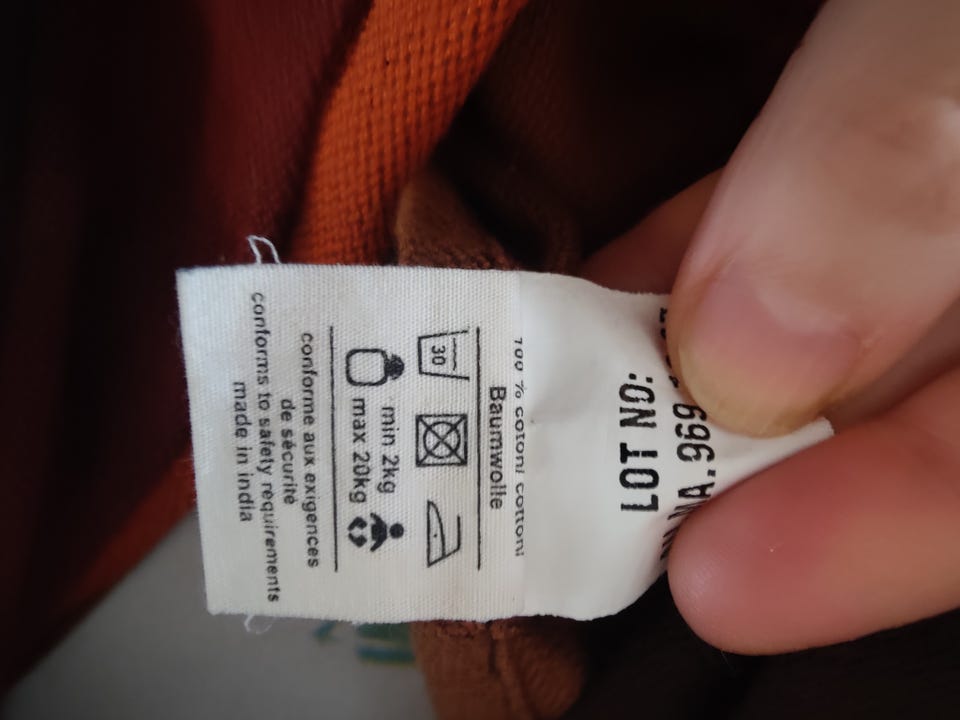 100 % coton/ cotton/
Baumwolle
30
min 2kg
max 20kg
conforme aux exigences
de sécurité
conforms to safety requirements
made in india
LOT NO: